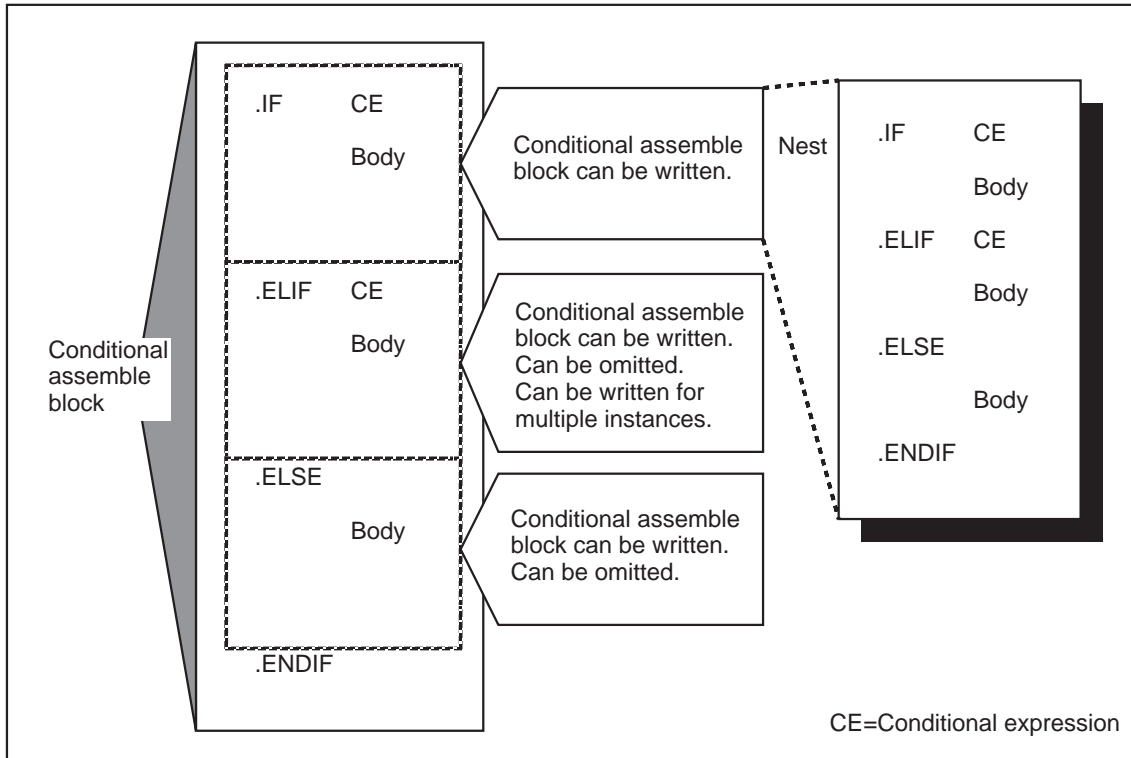 Conditional
assemble
block
.IF CE
Body
.ELIF CE
Body
.ELSE
Body
.ENDIF
Conditional assemble
block can be written.
Conditional assemble
block can be written.
Can be omitted.
Can be written for
multiple instances.
Conditional assemble
block can be written.
Can be omitted.
Nest
.IF CE
Body
.ELIF CE
Body
.ELSE
Body
.ENDIF
CE=Conditional expression